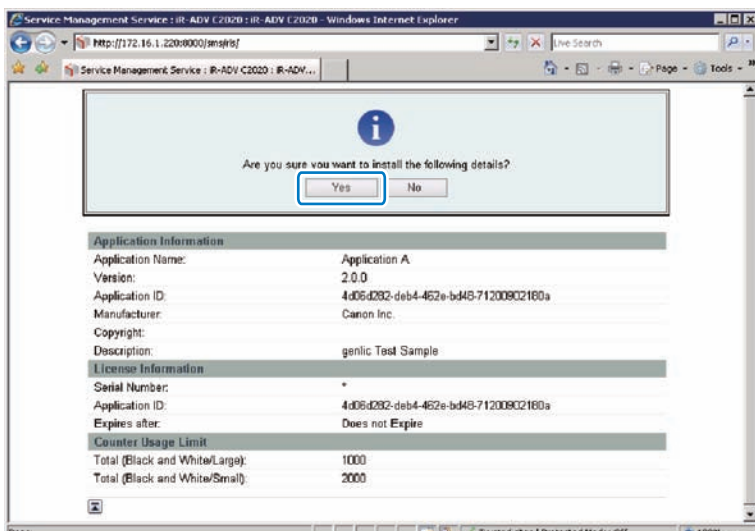 Service Management Service : iR-ADV C2020 : iR-ADV C2020 - Windows Internet Explorer
http://172.16.1.220:8000/sms/rls/
Live Search
Service Management Service : iR-ADV C2020 : iR-ADV...
Page
Tools
Are you sure you want to install the following details?
Yes No
Application Information
Application Name: Application A
Version: 2.0.0
Application ID: 4d06d282-deb4-462e-bd48-71200902180a
Manufacturer: Canon Inc.
Copyright:
Description: genlic Test Sample
License Information
Serial Number: *
Application ID: 4d06d282-deb4-462e-bd48-71200902180a
Expires after: Does not Expire
Counter Usage Limit
Total (Black and White/Large): 1000
Total (Black and White/Small): 2000